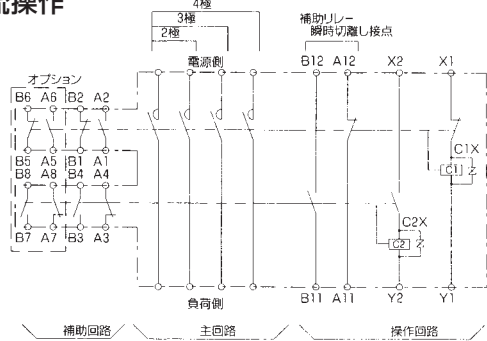 流操作
4極
3極
2極
補助リレー
瞬時切離し接点
電源側
B12 A12 X2 X1
オプション
B6 A6 B2 A2
B5 A5 B1 A1
B8 A8 B4 A4
C1X
C1
C2X
C2
B7 A7 B3 A3
負荷側
B11 A11 Y2 Y1
補助回路 主回路 操作回路